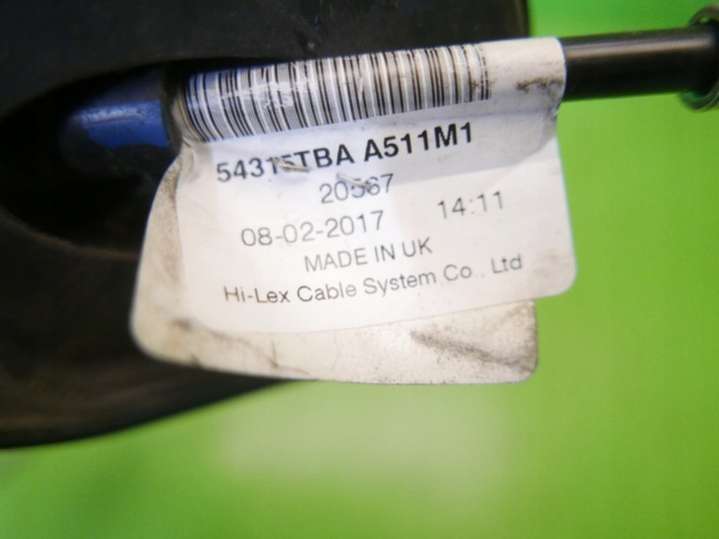 54315TBA A511M1
20567
08-02-2017 14:11
MADE IN UK
Hi-Lex Cable System Co., Ltd